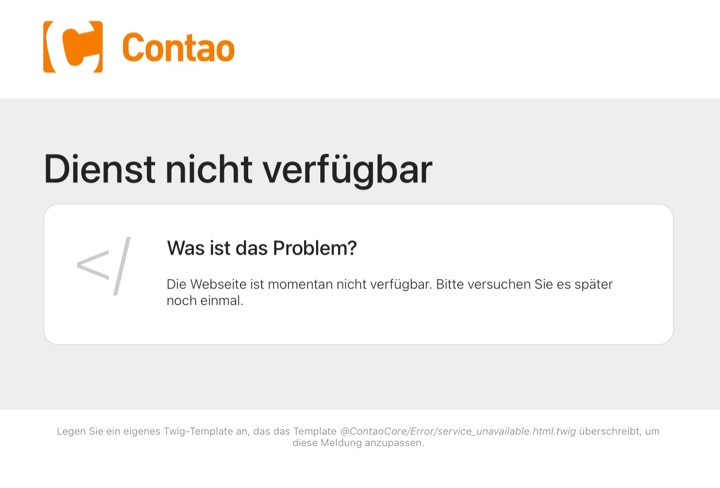 Contao
Dienst nicht verfügbar
</
Was ist das Problem?
Die Webseite ist momentan nicht verfügbar. Bitte versuchen Sie es später
noch einmal.
Legen Sie ein eigenes Twig-Template an, das das Template @ContaoCore/Error/service_unavailable.html.twig überschreibt, um
diese Meldung anzupassen.